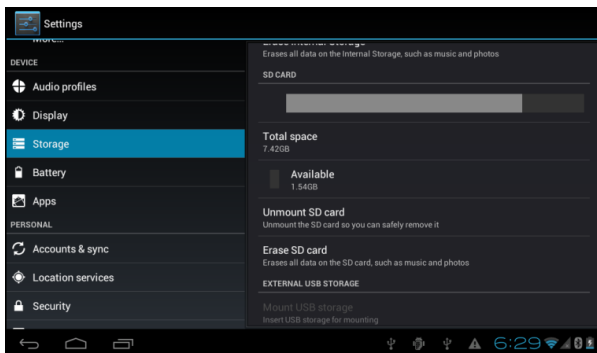 Settings
More...
DEVICE
Audio profiles
Display
Storage
Battery
Apps
PERSONAL
Accounts & sync
Location services
Security
Erase internal storage
Erases all data on the Internal Storage, such as music and photos
SD CARD
Total space
7.42GB
Available
1.54GB
Unmount SD card
Unmount the SD card so you can safely remove it
Erase SD card
Erases all data on the SD card, such as music and photos
EXTERNAL USB STORAGE
Mount USB storage
Insert USB storage for mounting
6:29